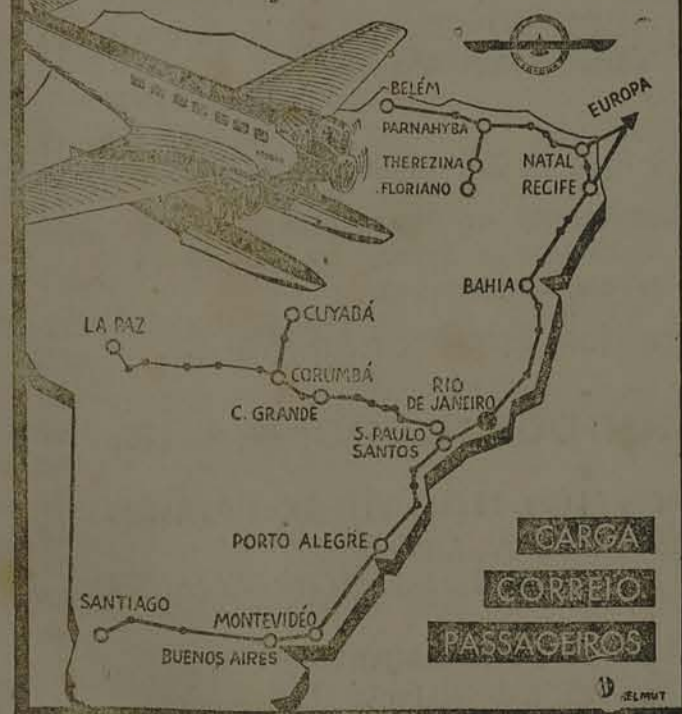 BELÉM
EUROPA
PARNAHYBA
THEREZINA
NATAL
FLORIANO
RECIFE
BAHIA
CUYABÁ
LA PAZ
CORUMBÁ
RIO
DE JANEIRO
C. GRANDE
S. PAULO
SANTOS
PORTO ALEGRE
CARGA
CORREIO
SANTIAGO
MONTEVIDÉO
PASSAGEIROS
BUENOS AIRES